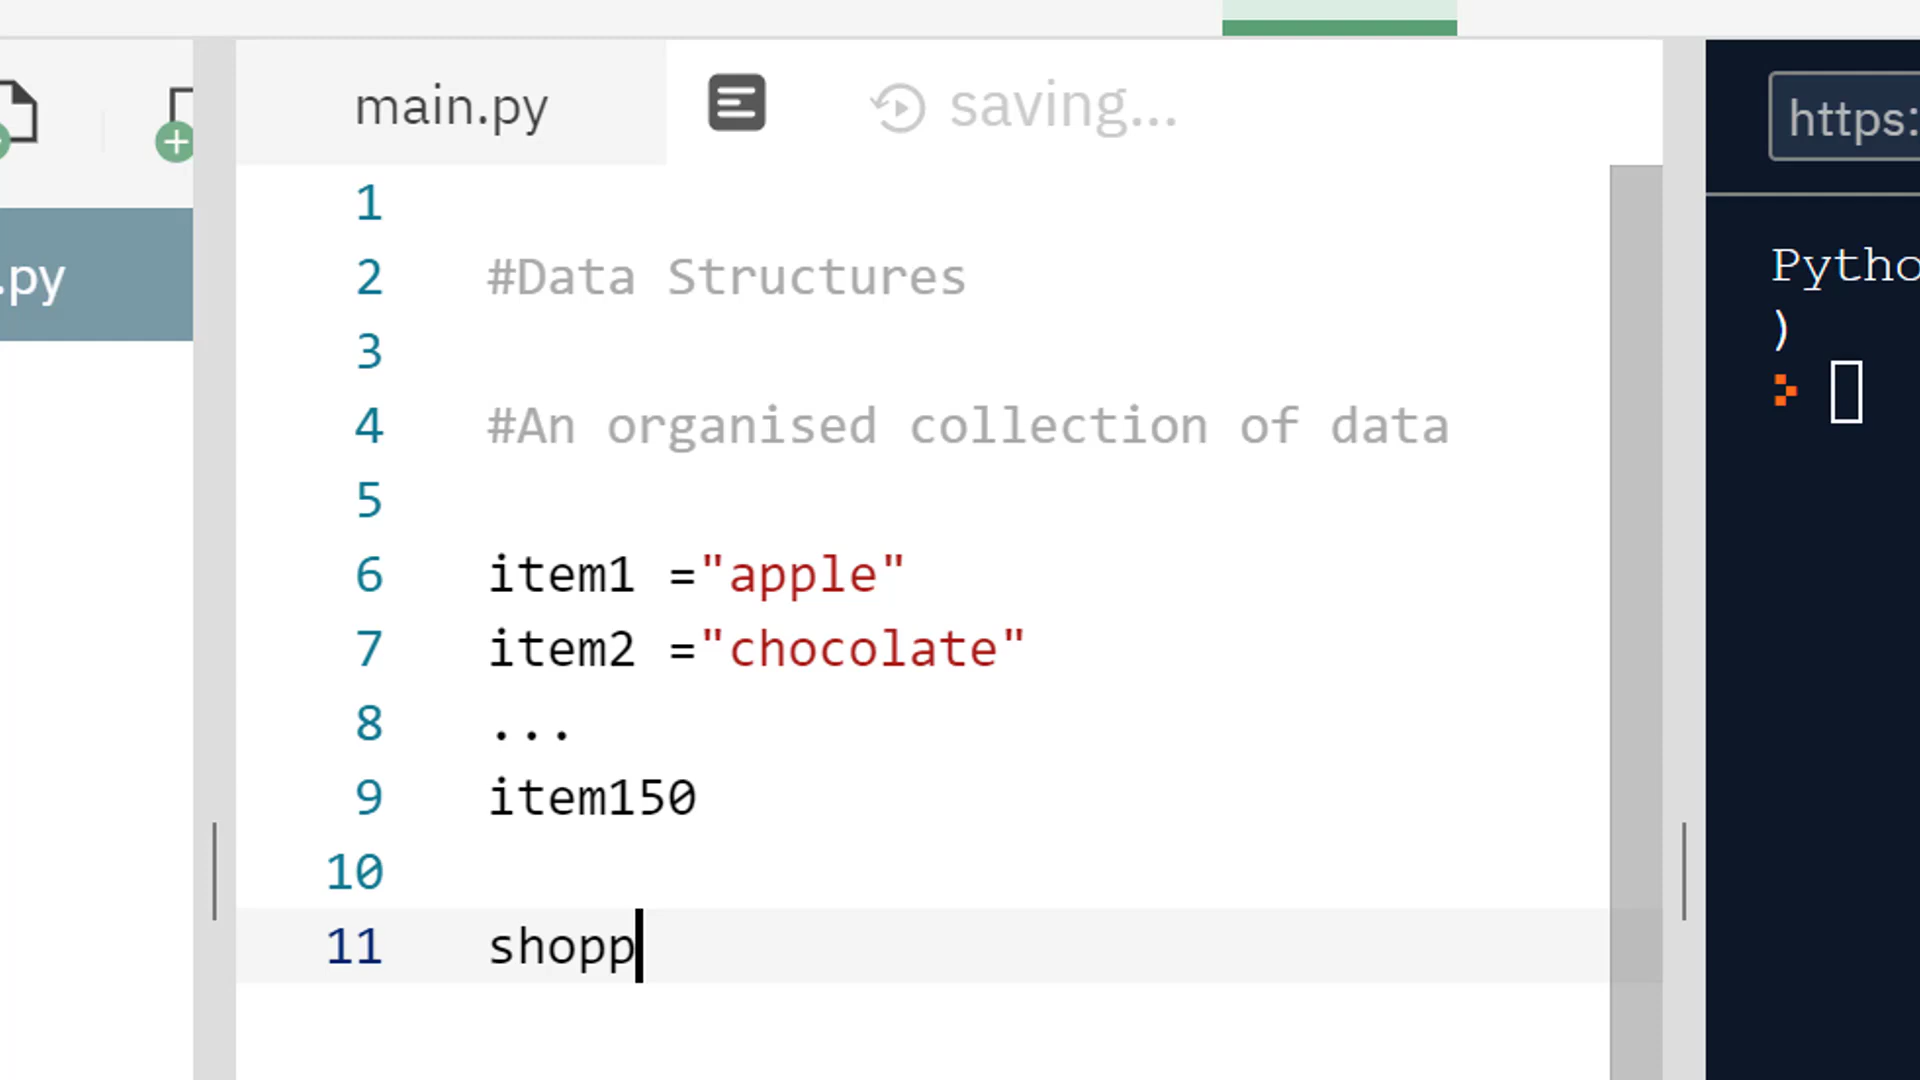 main.py
saving...
https:
.py
1
2 #Data Structures
3
4 #An organised collection of data
5
6 item1 ="apple"
7 item2 ="chocolate"
8 ...
9 item150
10
11 shopp
Pytho
)